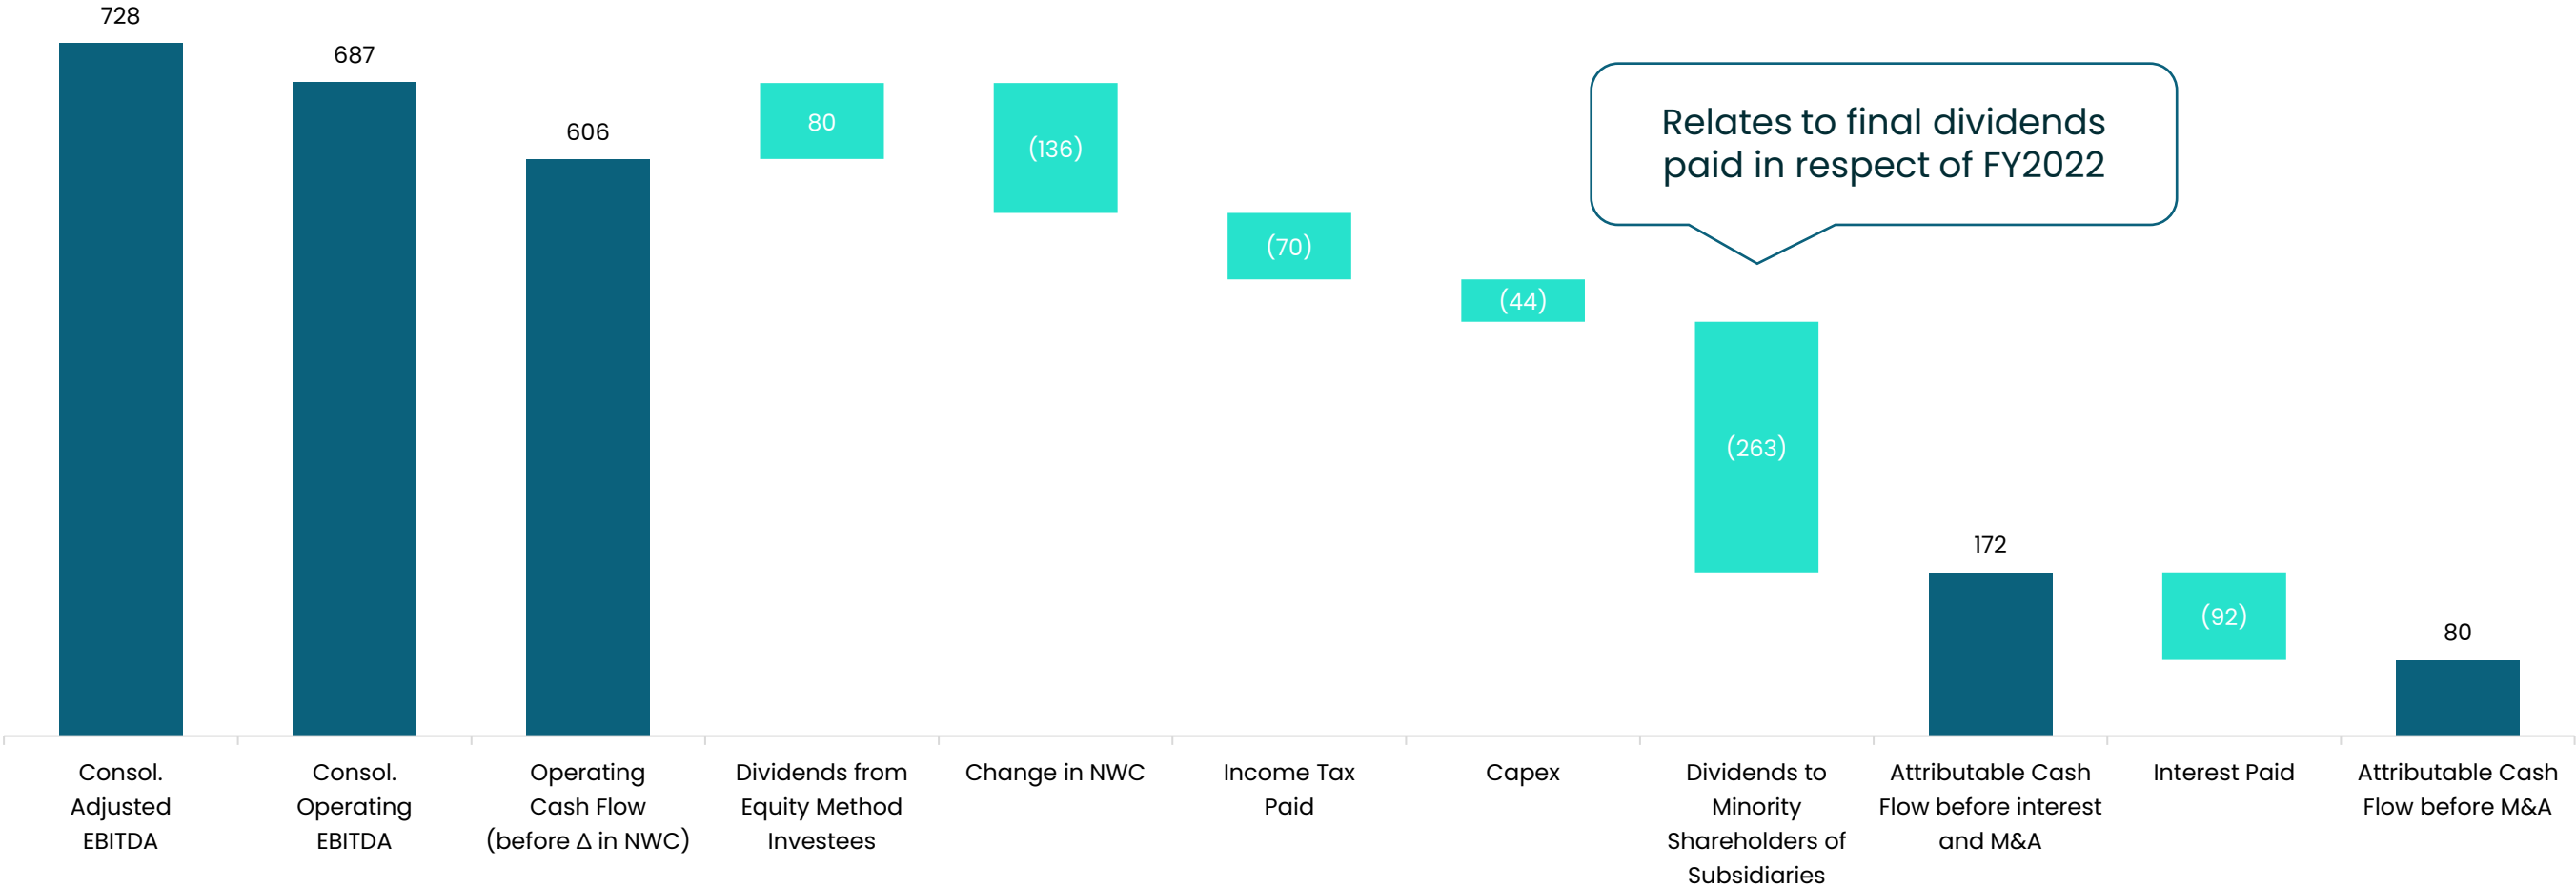 728
687
606
80
(136)
(70)
(44)
Relates to final dividends
paid in respect of FY2022
(263)
172
(92)
80
Consol.
Adjusted
EBITDA
Consol.
Operating
EBITDA
Operating
Cash Flow
(before Δ in NWC)
Dividends from
Equity Method
Investees
Change in NWC
Income Tax
Paid
Capex
Dividends to
Minority
Shareholders of
Subsidiaries
Attributable Cash
Flow before interest
and M&A
Interest Paid
Attributable Cash
Flow before M&A